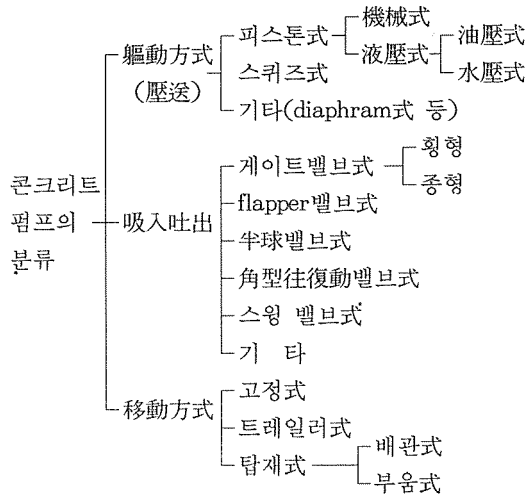 콘크리트
펌프의
분류
軀動方式
(壓送)
피스톤式
機械式
液壓式
油壓式
水壓式
스퀴즈式
기타(diaphram式 등)
吸入吐出
게이트밸브式
횡형
종형
flapper밸브式
半球밸브式
角型往復動밸브式
스윙 밸브式
기 타
移動方式
고정式
트레일러式
탑재式
배관式
부움式